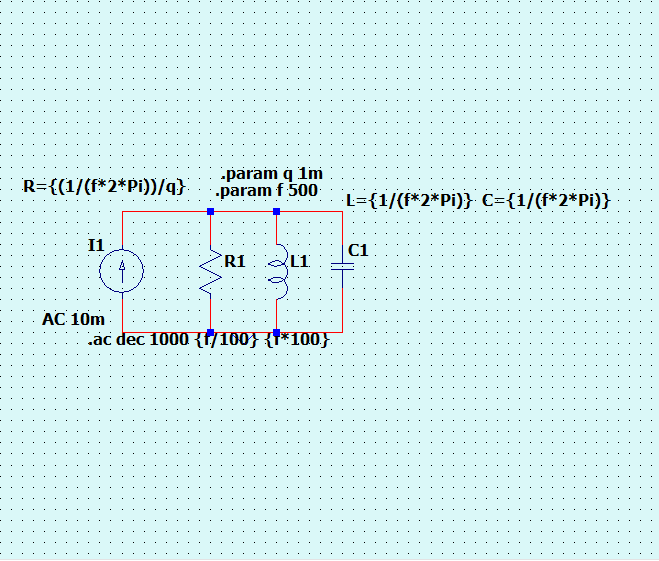 .param q 1m
R={(1/(f*2*Pi))/q}
.param f 500
L={1/(f*2*Pi)} C={1/(f*2*Pi)}
I1
C1
R1
L1
AC 10m
.ac dec 1000 {f/100} {f*100}